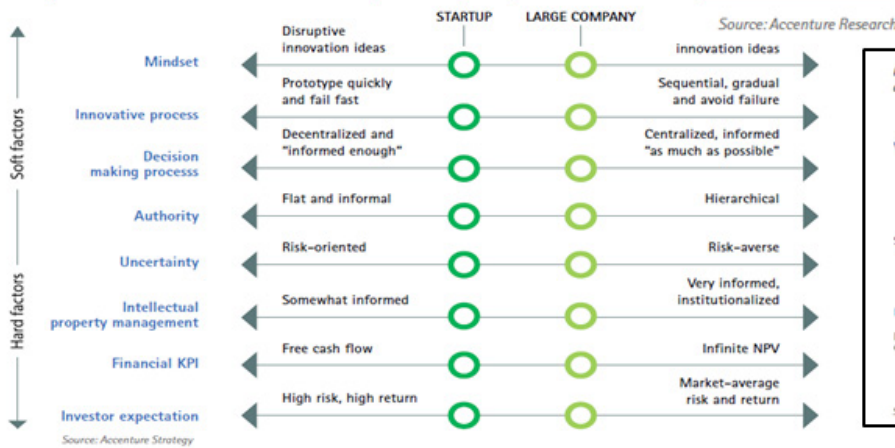 STARTUP
LARGE COMPANY
Source: Accenture Research
Soft factors
Hard factors
Mindset
Disruptive
innovation ideas
innovation ideas
Innovative process
Prototype quickly
and fail fast
Sequential, gradual
and avoid failure
Decision
making processs
Decentralized and
"informed enough"
Centralized, informed
"as much as possible"
Authority
Flat and informal
Hierarchical
Uncertainty
Risk-oriented
Risk-averse
Intellectual
property management
Somewhat informed
Very informed,
institutionalized
Financial KPI
Free cash flow
Infinite NPV
Investor expectation
High risk, high return
Market-average
risk and return
Source: Accenture Strategy